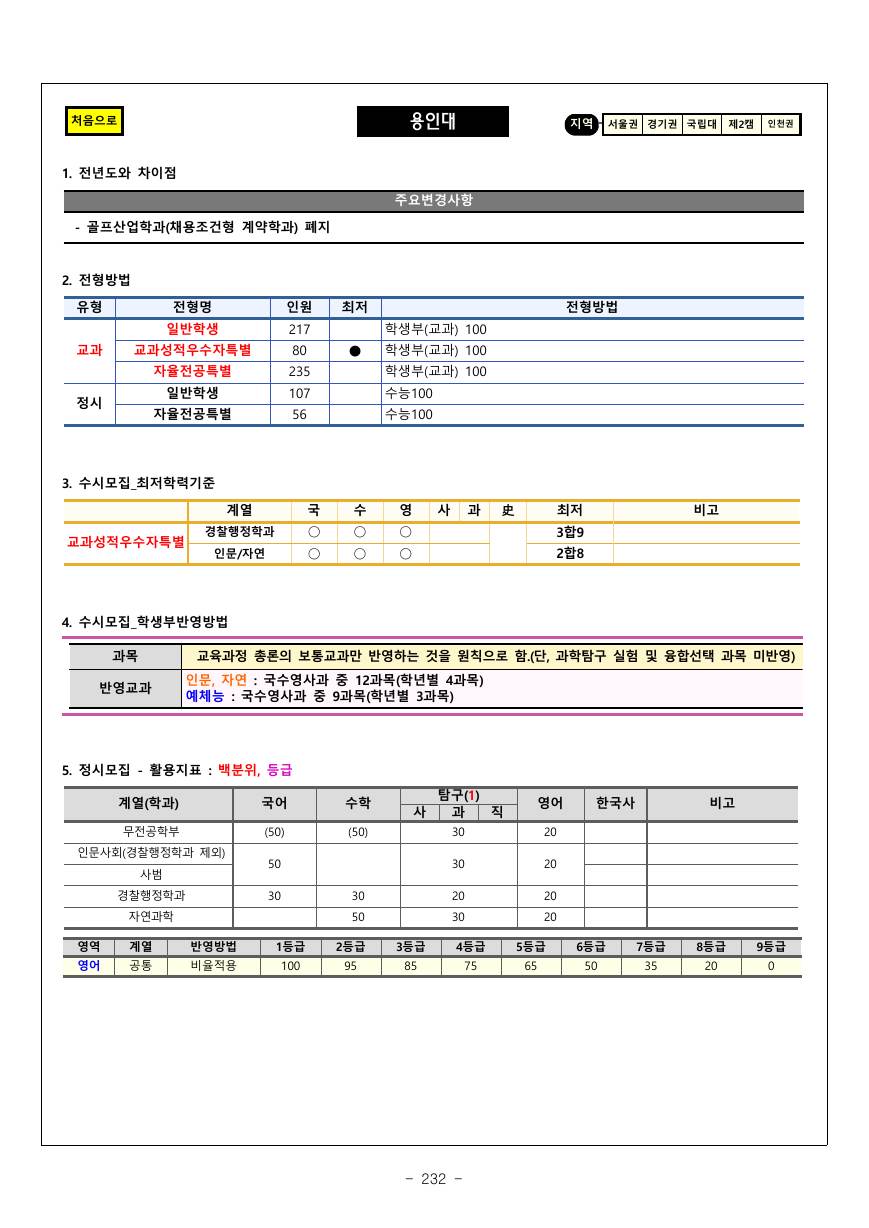 처음으로
용인대
지역 서울권 경기권 국립대 제2캠 인천권
1. 전년도와 차이점
주요변경사항
- 골프산업학과(채용조건형 계약학과) 폐지
2. 전형방법
유형 전형명 인원 최저 전형방법
교과 일반학생 217 학생부(교과) 100
교과성적우수자특별 80 ● 학생부(교과) 100
자율전공특별 235 학생부(교과) 100
정시 일반학생 107 수능100
자율전공특별 56 수능100
3. 수시모집_최저학력기준
계열 국 수 영 사 과 史 최저 비고
교과성적우수자특별 경찰행정학과 ○ ○ ○ 3합9
인문/자연 ○ ○ ○ 2합8
4. 수시모집_학생부반영방법
과목 교육과정 총론의 보통교과만 반영하는 것을 원칙으로 함.(단, 과학탐구 실험 및 융합선택 과목 미반영)
반영교과 인문, 자연 : 국수영사과 중 12과목(학년별 4과목)
예체능 : 국수영사과 중 9과목(학년별 3과목)
5. 정시모집 - 활용지표 : 백분위, 등급
계열(학과) 국어 수학 탐구(1) 영어 한국사 비고
사 과 직
무전공학부 (50) (50) 30 20
인문사회(경찰행정학과 제외) 50 30 20
사범
경찰행정학과 30 30 20 20
자연과학 50 30 20
영역 계열 반영방법 1등급 2등급 3등급 4등급 5등급 6등급 7등급 8등급 9등급
영어 공통 비율적용 100 95 85 75 65 50 35 20 0
- 232 -